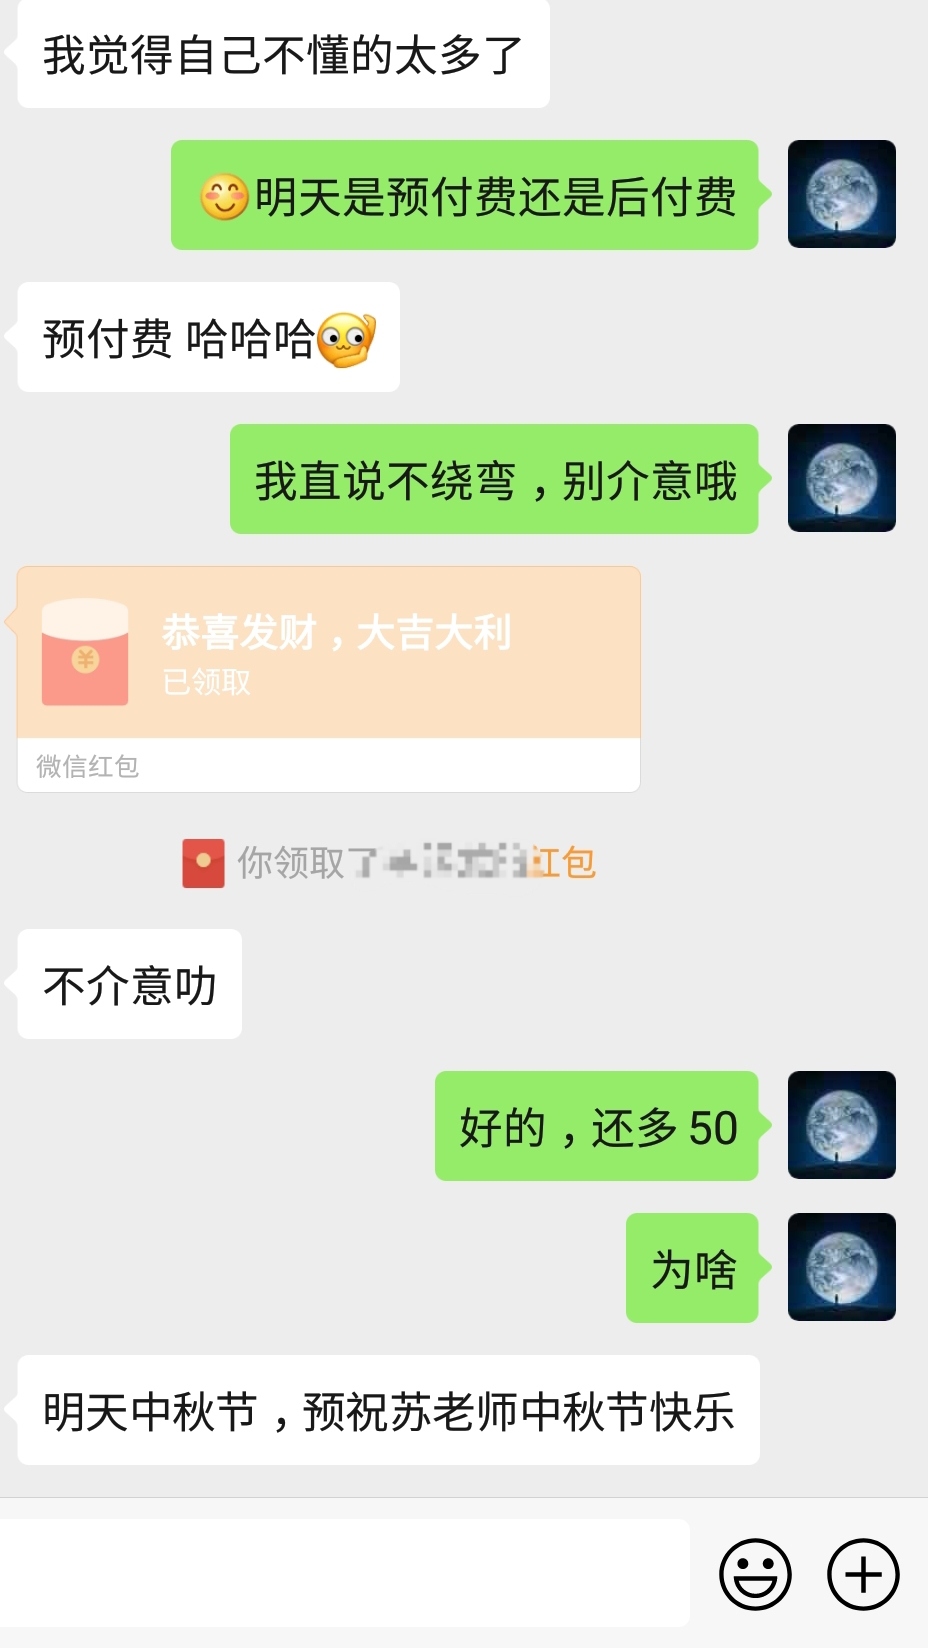 我觉得自己不懂的太多了
😊明天是预付费还是后付费
预付费 哈哈哈
我直说不绕弯，别介意哦
恭喜发财，大吉大利
已领取
微信红包
你领取了红包
不介意叻
好的，还多 50
为啥
明天中秋节，预祝苏老师中秋节快乐